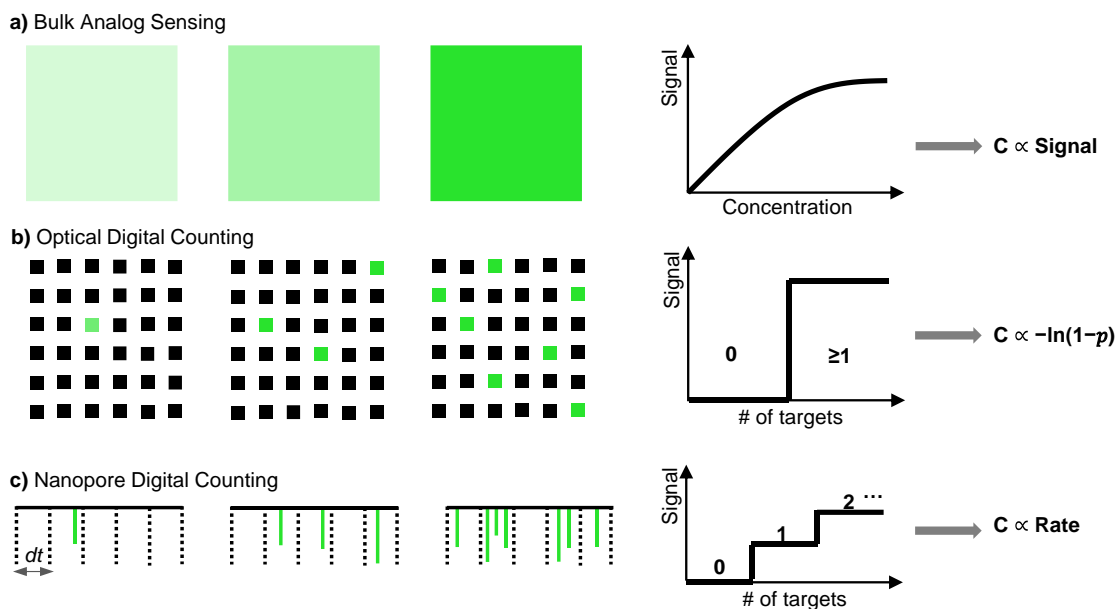 a) Bulk Analog Sensing
Signal
Concentration
C ∝ Signal
b) Optical Digital Counting
Signal
0
≥1
# of targets
C ∝ −ln(1−p)
c) Nanopore Digital Counting
dt
Signal
0
1
2 ...
# of targets
C ∝ Rate